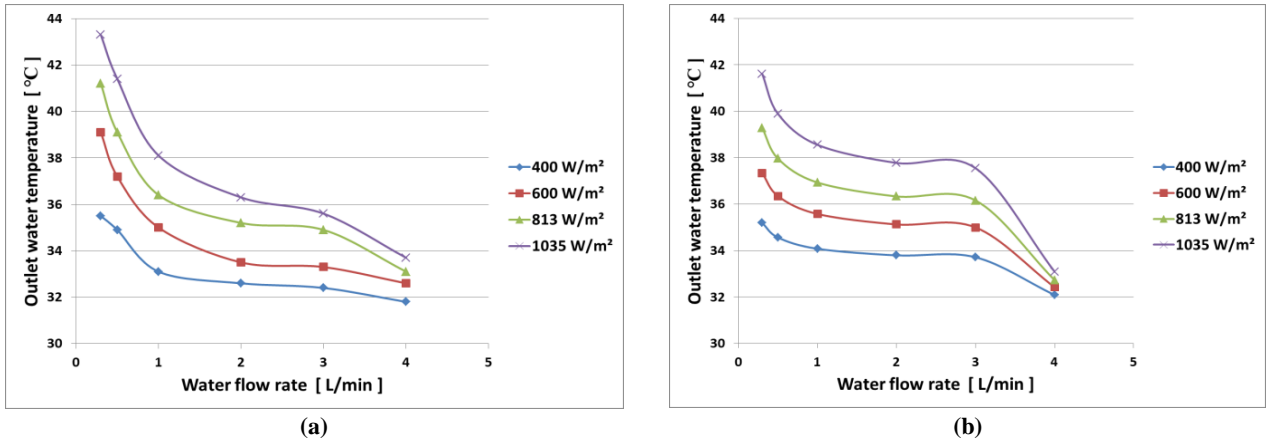 44
42
40
38
36
34
32
30
0
1
2
3
4
5
Outlet water temperature [ °C ]
Water flow rate [ L/min ]
400 W/m²
600 W/m²
813 W/m²
1035 W/m²
(a)
44
42
40
38
36
34
32
30
0
1
2
3
4
5
Outlet water temperature [ °C ]
Water flow rate [ L/min ]
400 W/m²
600 W/m²
813 W/m²
1035 W/m²
(b)